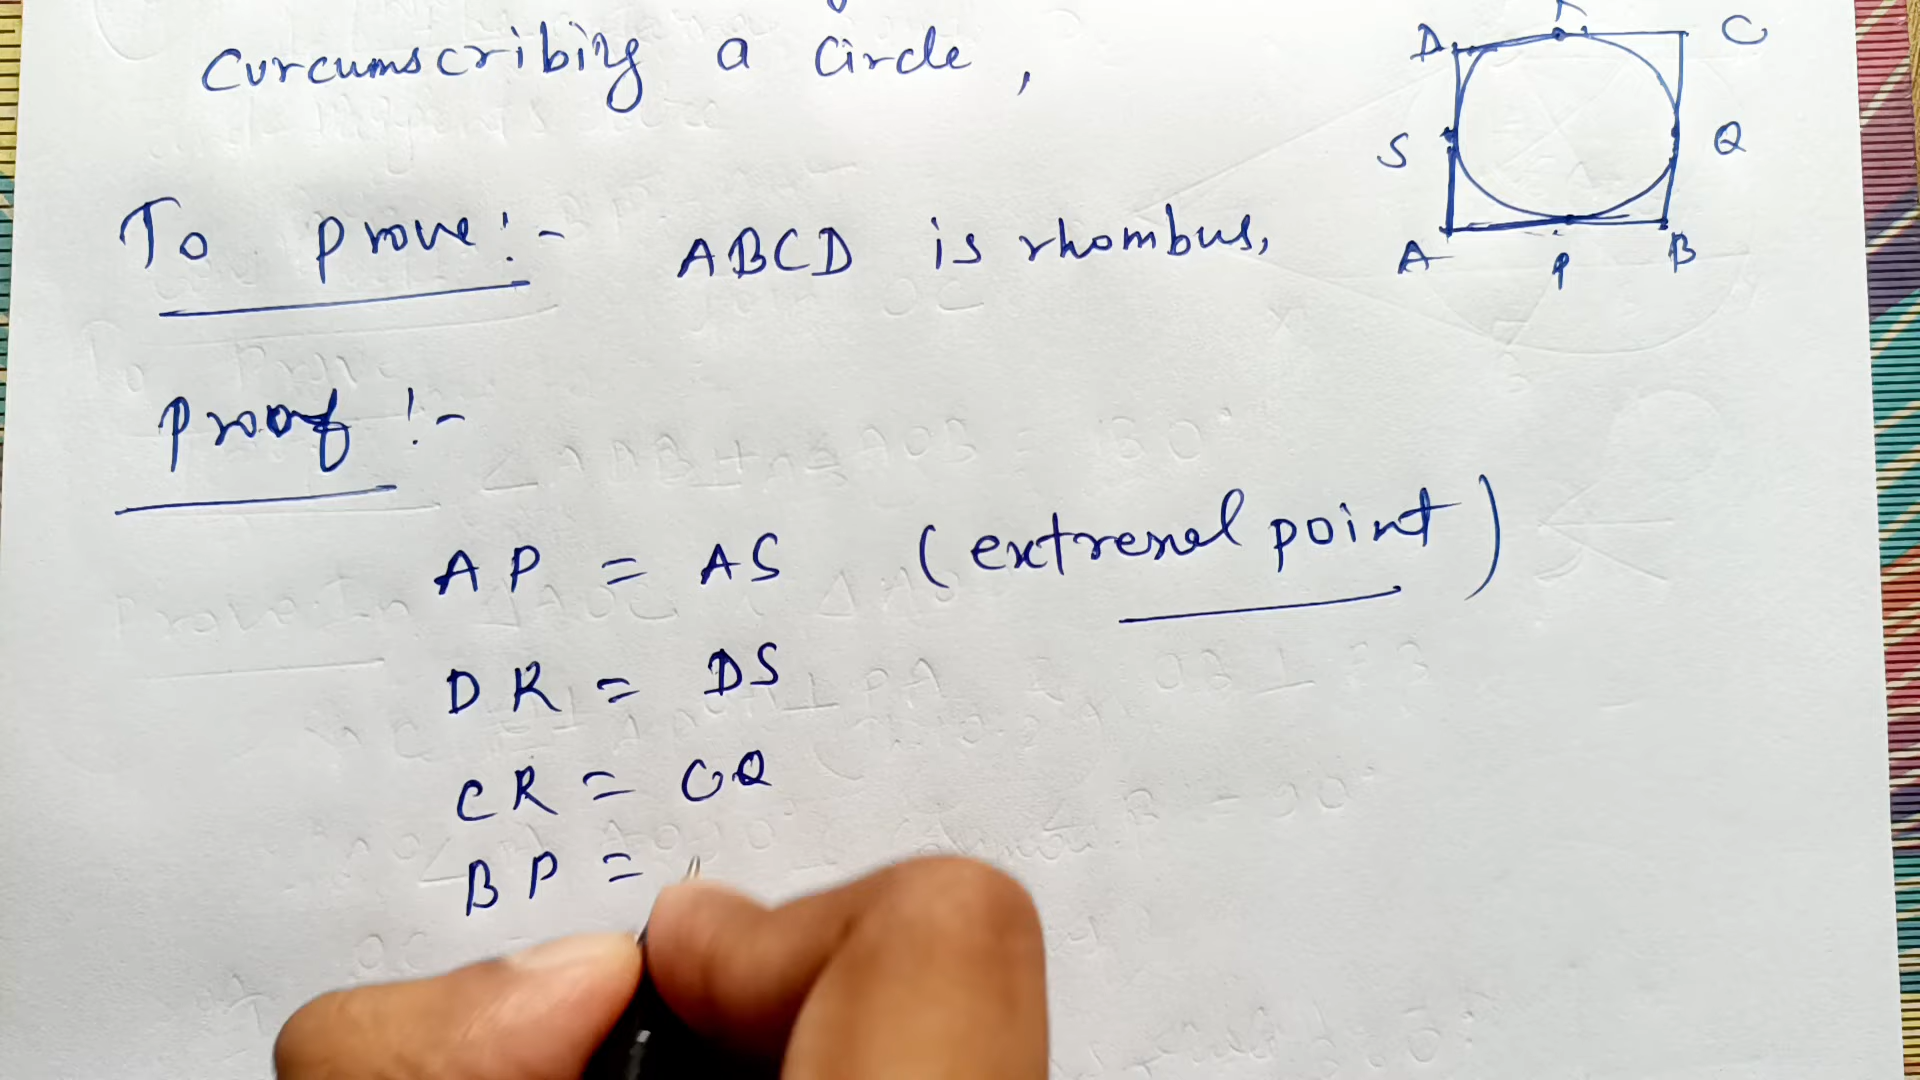 Curcumscribing a Circle,
D C
S Q
A P B
To prove:- ABCD is rhombus,
Proof :-
AP = AS (extrenal point)
DR = DS
CR = CQ
BP =